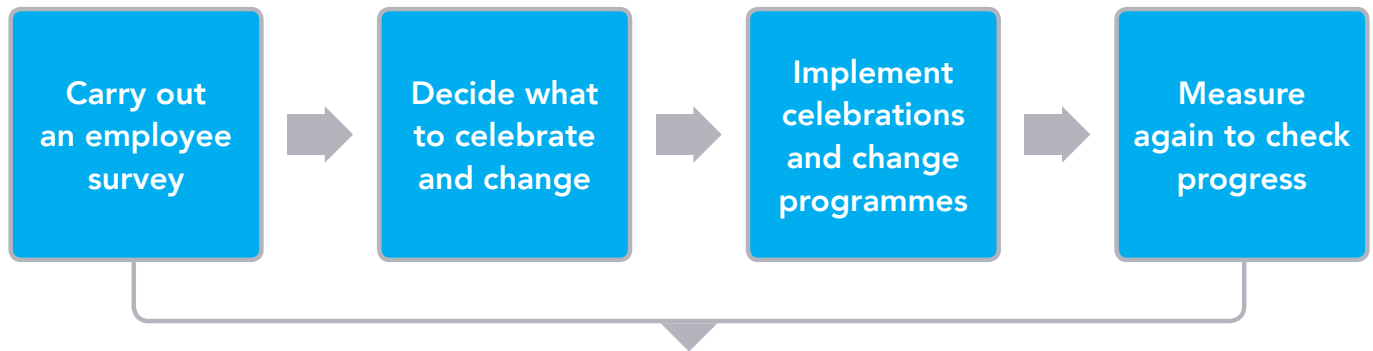 Carry out
an employee
survey
Decide what
to celebrate
and change
Implement
celebrations
and change
programmes
Measure
again to check
progress